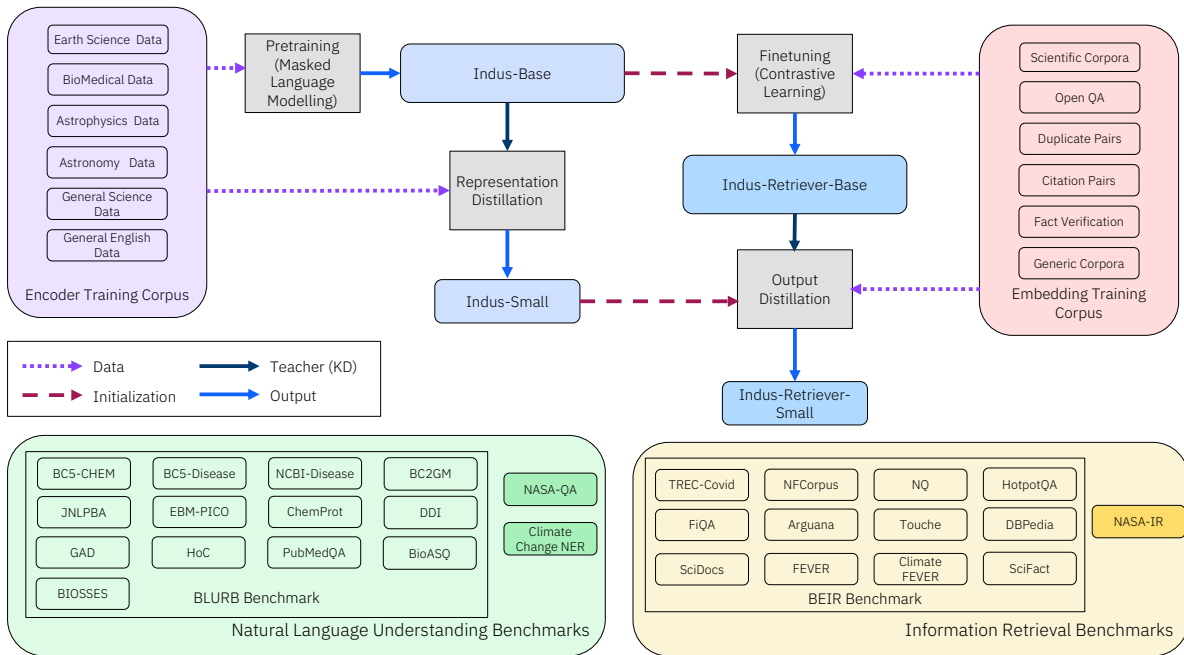 Earth Science Data
BioMedical Data
Astrophysics Data
Astronomy Data
General Science
Data
General English
Data
Encoder Training Corpus
Pretraining
(Masked
Language
Modelling)
Indus-Base
Finetuning
(Contrastive
Learning)
Representation
Distillation
Indus-Retriever-Base
Indus-Small
Output
Distillation
Indus-Retriever-
Small
Scientific Corpora
Open QA
Duplicate Pairs
Citation Pairs
Fact Verification
Generic Corpora
Embedding Training
Corpus
Data
Teacher (KD)
Initialization
Output
BC5-CHEM
BC5-Disease
NCBI-Disease
BC2GM
JNLPBA
EBM-PICO
ChemProt
DDI
GAD
HoC
PubMedQA
BioASQ
BIOSSES
BLURB Benchmark
NASA-QA
Climate
Change NER
Natural Language Understanding Benchmarks
TREC-Covid
NFCorpus
NQ
HotpotQA
FiQA
Arguana
Touche
DBPedia
SciDocs
FEVER
Climate
FEVER
SciFact
BEIR Benchmark
NASA-IR
Information Retrieval Benchmarks